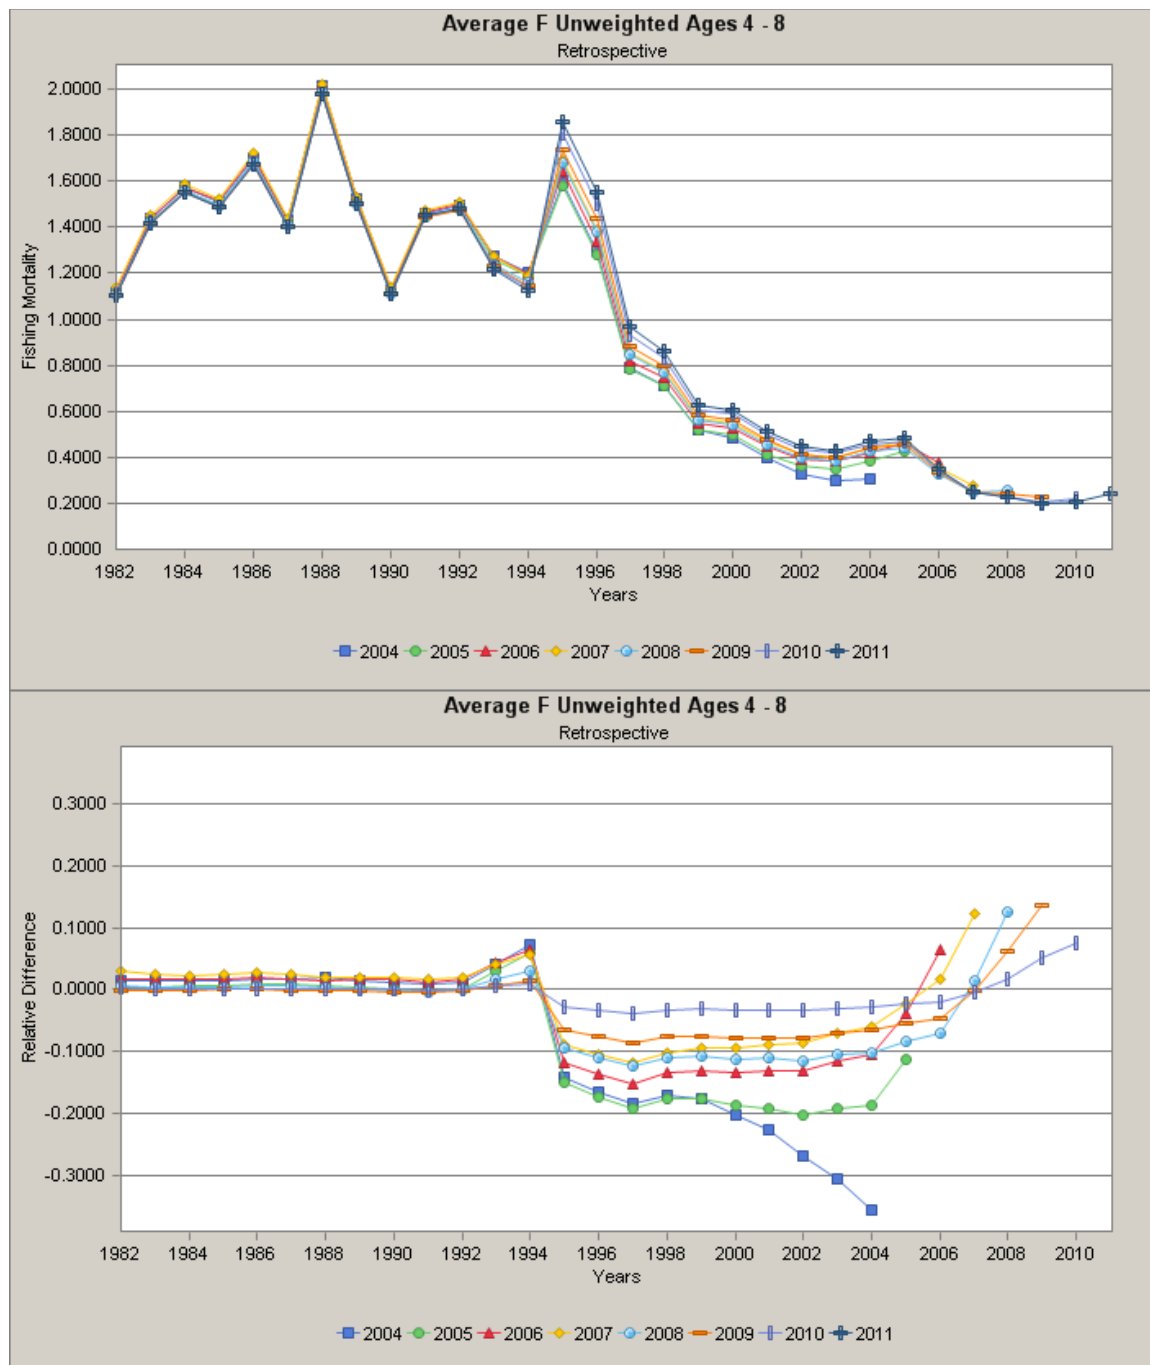 Average F Unweighted Ages 4 - 8
Retrospective
2.0000
1.8000
1.6000
1.4000
1.2000
1.0000
0.8000
0.6000
0.4000
0.2000
0.0000
Fishing Mortality
1982 1984 1986 1988 1990 1992 1994 1996 1998 2000 2002 2004 2006 2008 2010
Years
2004 2005 2006 2007 2008 2009 2010 2011
Average F Unweighted Ages 4 - 8
Retrospective
0.3000
0.2000
0.1000
0.0000
-0.1000
-0.2000
-0.3000
Relative Difference
1982 1984 1986 1988 1990 1992 1994 1996 1998 2000 2002 2004 2006 2008 2010
Years
2004 2005 2006 2007 2008 2009 2010 2011